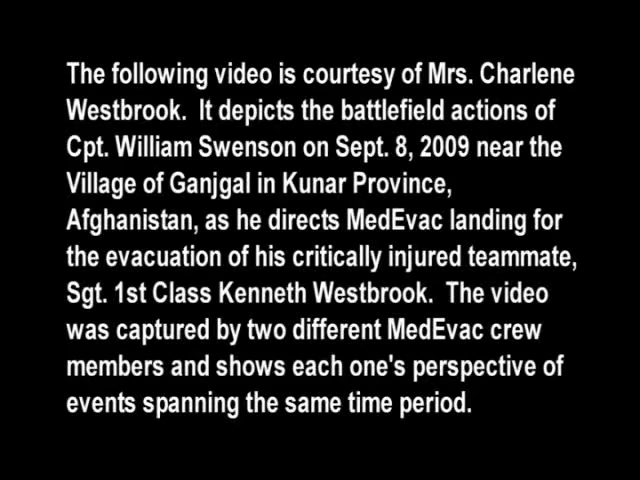 The following video is courtesy of Mrs. Charlene
Westbrook.  It depicts the battlefield actions of
Cpt. William Swenson on Sept. 8, 2009 near the
Village of Ganjgal in Kunar Province,
Afghanistan, as he directs MedEvac landing for
the evacuation of his critically injured teammate,
Sgt. 1st Class Kenneth Westbrook.  The video
was captured by two different MedEvac crew
members and shows each one's perspective of
events spanning the same time period.